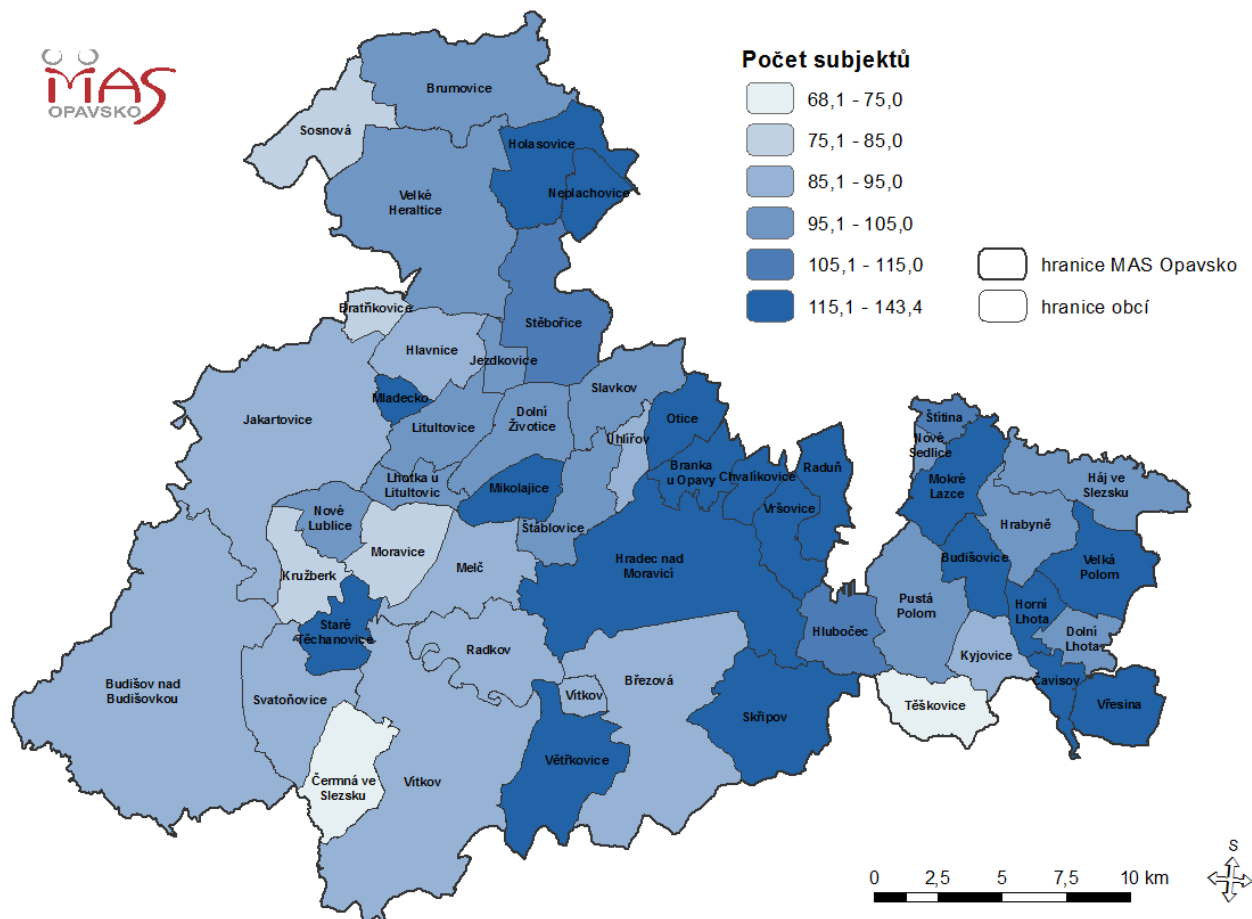 MAS
OPAVSKO
Počet subjektů
68,1 - 75,0
75,1 - 85,0
85,1 - 95,0
95,1 - 105,0
105,1 - 115,0
115,1 - 143,4
hranice MAS Opavsko
hranice obcí
Brumovice
Sosnová
Holasovice
Velké
Heraltice
Neplachovice
Bratříkovice
Stěbořice
Hlavnice
Jezdkovice
Slavkov
Mladecko
Jakartovice
Dolní
Životice
Litultovice
Otice
Úhlířov
Štítina
Nové
Sedlice
Lhotka u
Litultovic
Branka
u Opavy
Chvalíkovice
Raduň
Mokré
Lazce
Háj ve
Slezsku
Mikolajice
Vršovice
Nové
Lublice
Štáblovice
Hrabyně
Moravice
Melč
Hradec nad
Moravicí
Budišovice
Velká
Polom
Kružberk
Pustá
Polom
Horní
Lhota
Staré
Těchanovice
Hlubočec
Dolní
Lhota
Radkov
Kyjovice
Budišov nad
Budišovkou
Svatoňovice
Vítkov
Březová
Čavisov
Těškovice
Vřesina
Skřipov
Větřkovice
Čermná ve
Slezsku
Vítkov
S
0 2,5 5 7,5 10 km